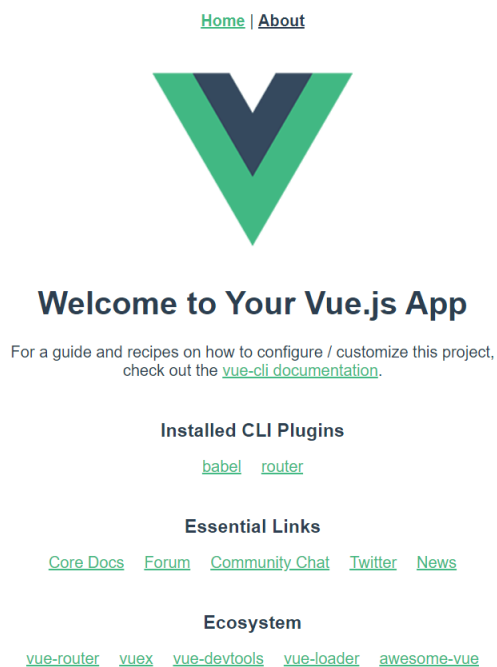 Home | About
Welcome to Your Vue.js App
For a guide and recipes on how to configure / customize this project,
check out the vue-cli documentation.
Installed CLI Plugins
babel router
Essential Links
Core Docs Forum Community Chat Twitter News
Ecosystem
vue-router vuex vue-devtools vue-loader awesome-vue